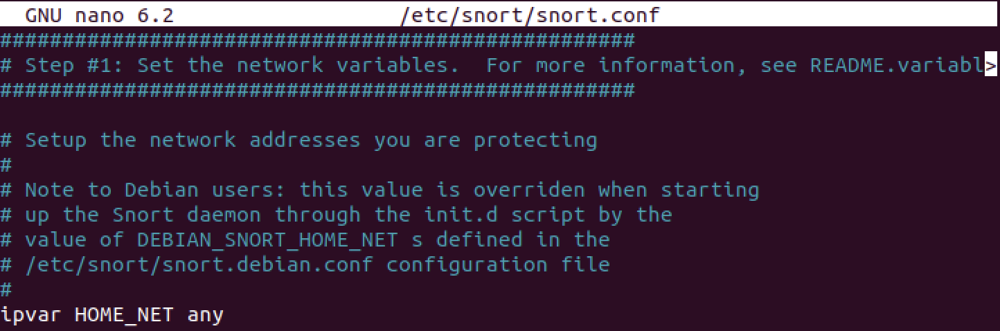 GNU nano 6.2 /etc/snort/snort.conf
###################################################
# Step #1: Set the network variables.  For more information, see README.variabl>
###################################################
# Setup the network addresses you are protecting
#
# Note to Debian users: this value is overriden when starting
# up the Snort daemon through the init.d script by the
# value of DEBIAN_SNORT_HOME_NET s defined in the
# /etc/snort/snort.debian.conf configuration file
#
ipvar HOME_NET any